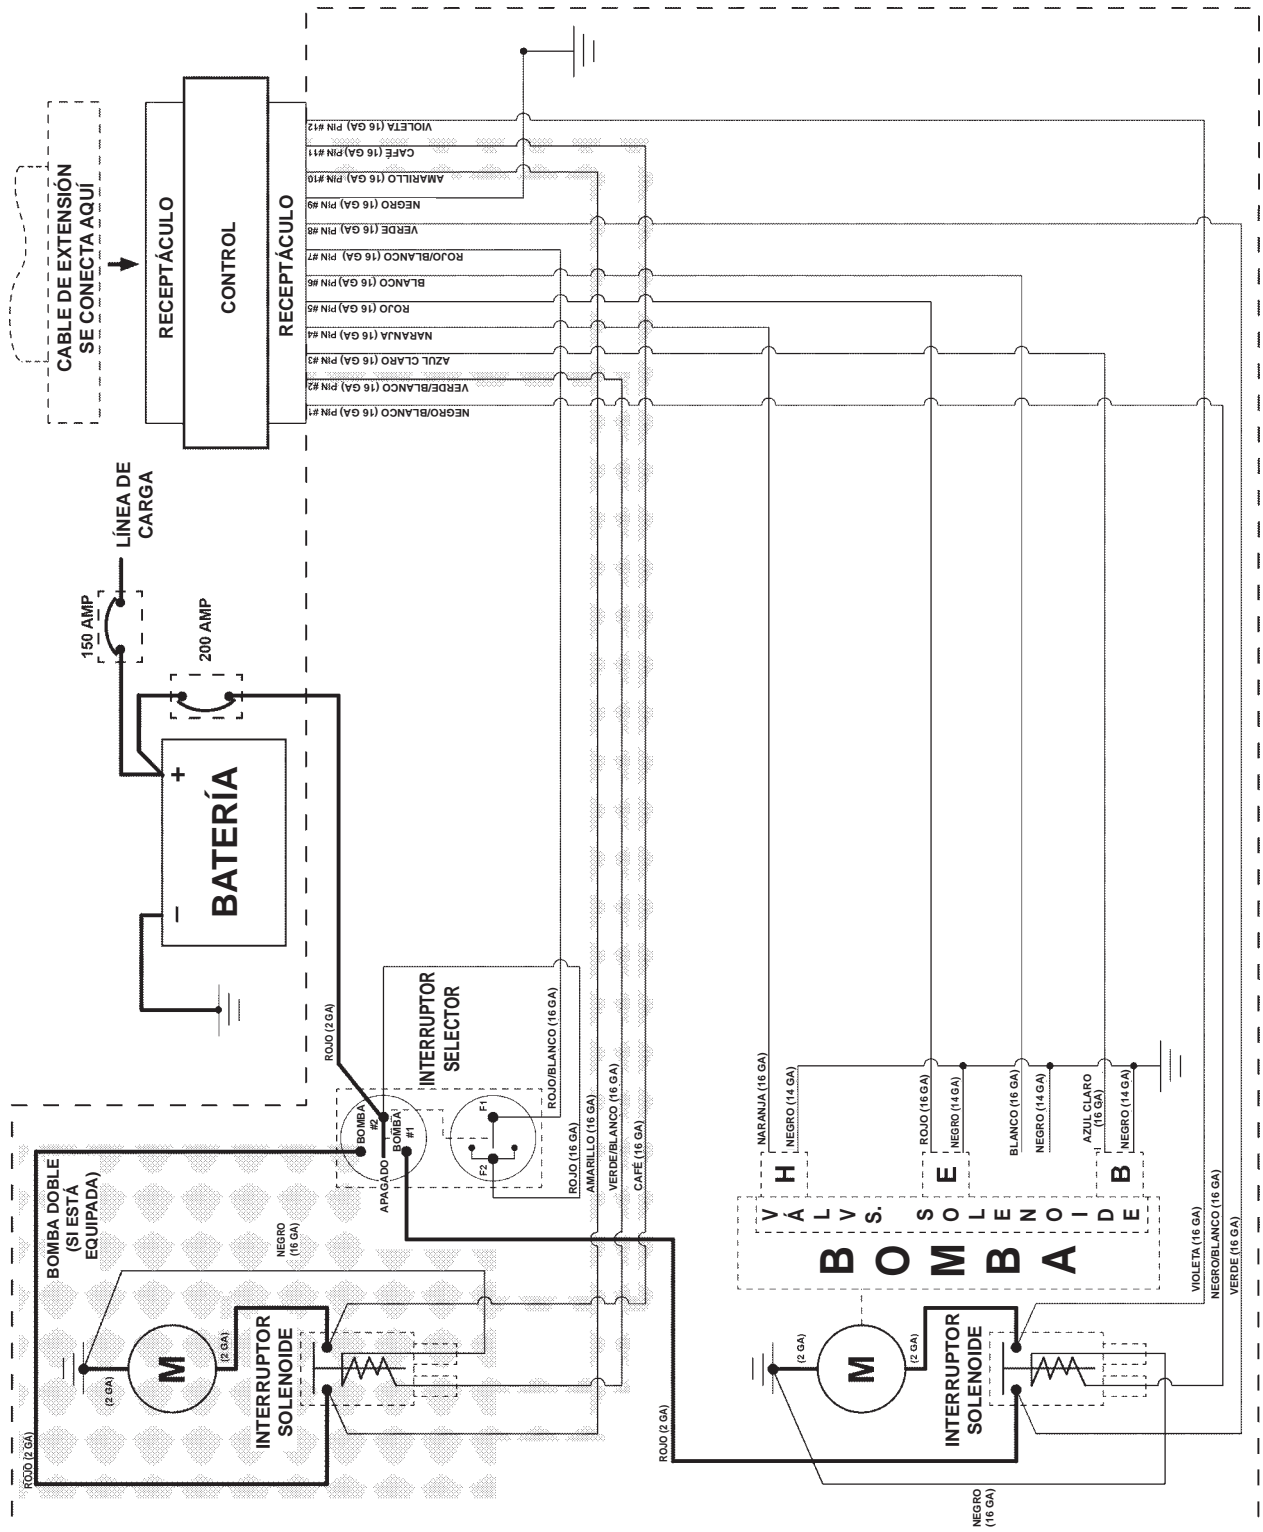 CABLE DE EXTENSIÓN
SE CONECTA AQUÍ
RECEPTÁCULO
CONTROL
RECEPTÁCULO
VIOLETA (16 GA) PIN #12
CAFÉ (16 GA) PIN #11
AMARILLO (16 GA) PIN #10
NEGRO (16 GA) PIN #9
VERDE (16 GA) PIN #8
ROJO/BLANCO (16 GA) PIN #7
BLANCO (16 GA) PIN #6
ROJO (16 GA) PIN #5
NARANJA (16 GA) PIN #4
AZUL CLARO (16 GA) PIN #3
VERDE/BLANCO (16 GA) PIN #2
NEGRO/BLANCO (16 GA) PIN #1
LÍNEA DE
CARGA
150 AMP
200 AMP
+
BATERÍA
–
ROJO (2 GA)
INTERRUPTOR
SELECTOR
BOMBA
#2
BOMBA
#1
APAGADO
F1
F2
ROJO/BLANCO (16 GA)
ROJO (16 GA)
AMARILLO (16 GA)
VERDE/BLANCO (16 GA)
CAFÉ (16 GA)
BOMBA DOBLE
(SI ESTÁ
EQUIPADA)
NEGRO
(16 GA)
(2 GA)
M
(2 GA)
INTERRUPTOR
SOLENOIDE
ROJO (2 GA)
ROJO (2 GA)
NARANJA (16 GA)
NEGRO (14 GA)
ROJO (16 GA)
NEGRO (14 GA)
BLANCO (16 GA)
NEGRO (14 GA)
AZUL CLARO
(16 GA)
NEGRO (14 GA)
H
E
B
VÁLVS. SOLENOIDE
BOMBA
VIOLETA (16 GA)
NEGRO/BLANCO (16 GA)
VERDE (16 GA)
(2 GA)
M
(2 GA)
INTERRUPTOR
SOLENOIDE
NEGRO
(16 GA)